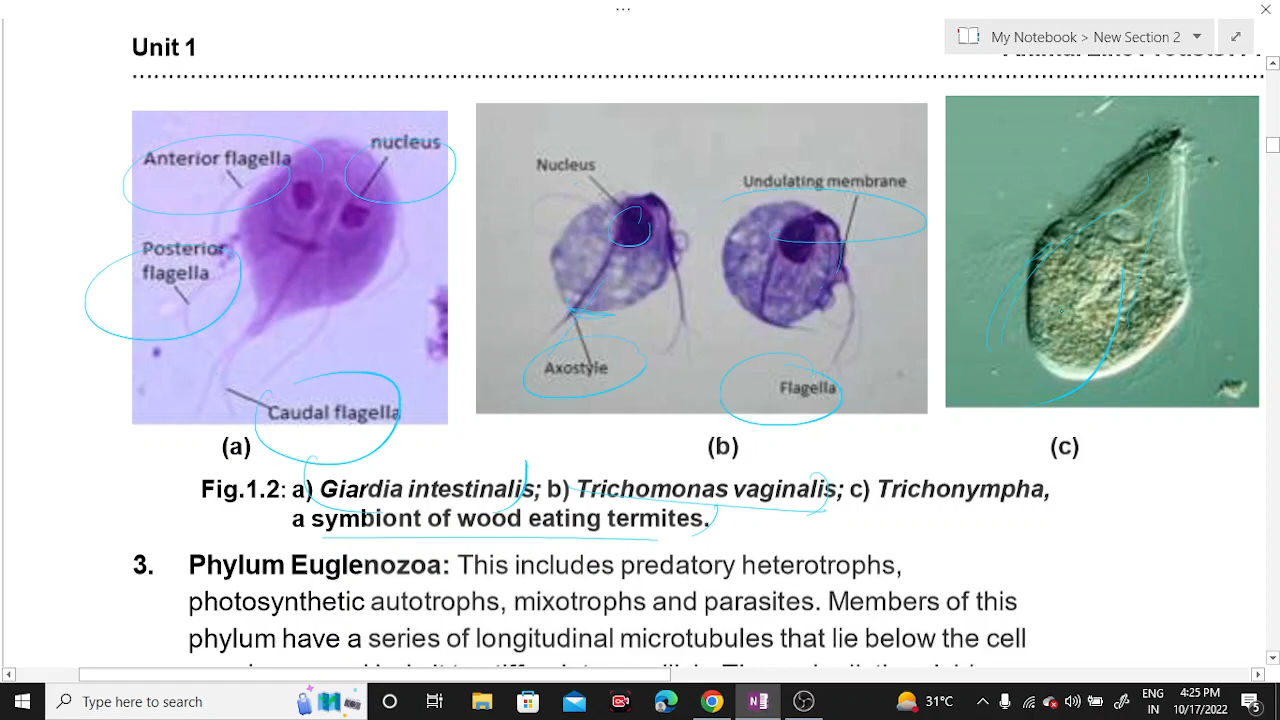 My Notebook > New Section 2
Unit 1
Anterior flagella
nucleus
Posterior
flagella
Caudal flagella
Nucleus
Undulating membrane
Axostyle
Flagella
(a)
(b)
(c)
Fig.1.2: a) Giardia intestinalis; b) Trichomonas vaginalis; c) Trichonympha,
a symbiont of wood eating termites.
3. Phylum Euglenozoa: This includes predatory heterotrophs,
photosynthetic autotrophs, mixotrophs and parasites. Members of this
phylum have a series of longitudinal microtubules that lie below the cell
Type here to search
31°C
ENG
IN
4:25 PM
10/17/2022
5